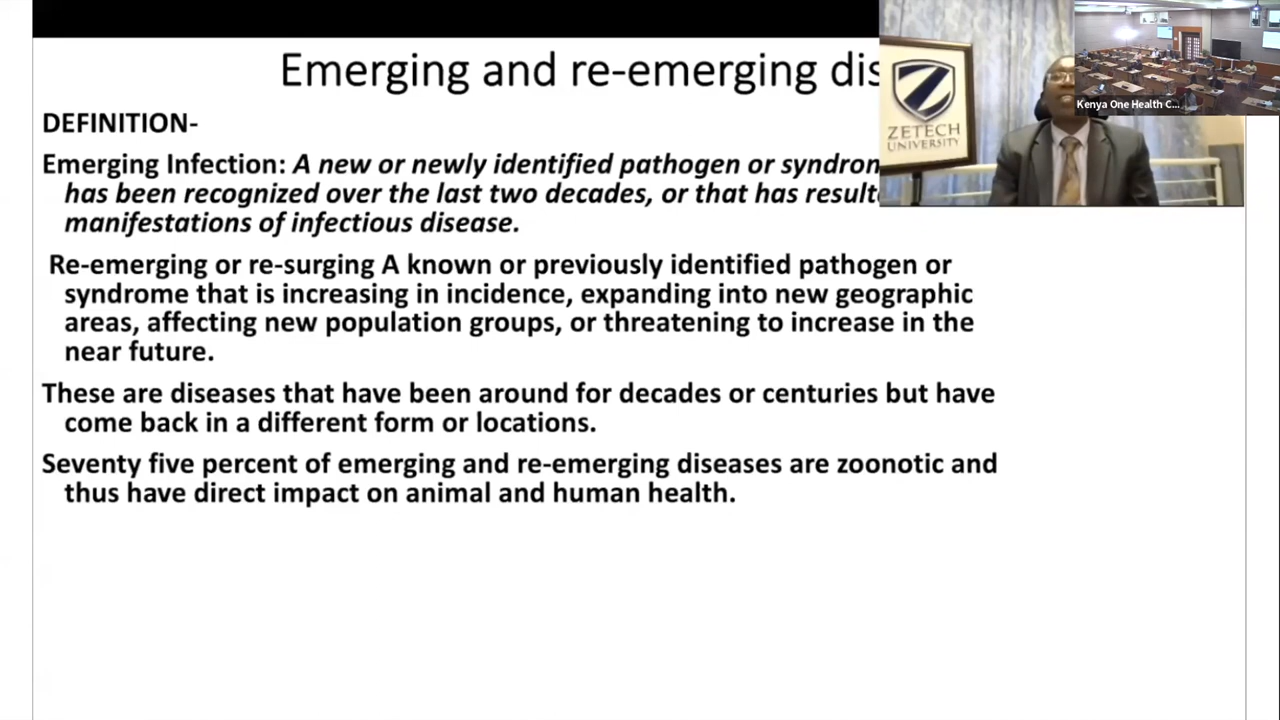 Emerging and re-emerging dis
DEFINITION-
Emerging Infection: A new or newly identified pathogen or syndrom
has been recognized over the last two decades, or that has result
manifestations of infectious disease.
Re-emerging or re-surging A known or previously identified pathogen or
syndrome that is increasing in incidence, expanding into new geographic
areas, affecting new population groups, or threatening to increase in the
near future.
These are diseases that have been around for decades or centuries but have
come back in a different form or locations.
Seventy five percent of emerging and re-emerging diseases are zoonotic and
thus have direct impact on animal and human health.
ZETECH
UNIVERSITY
Kenya One Health C...